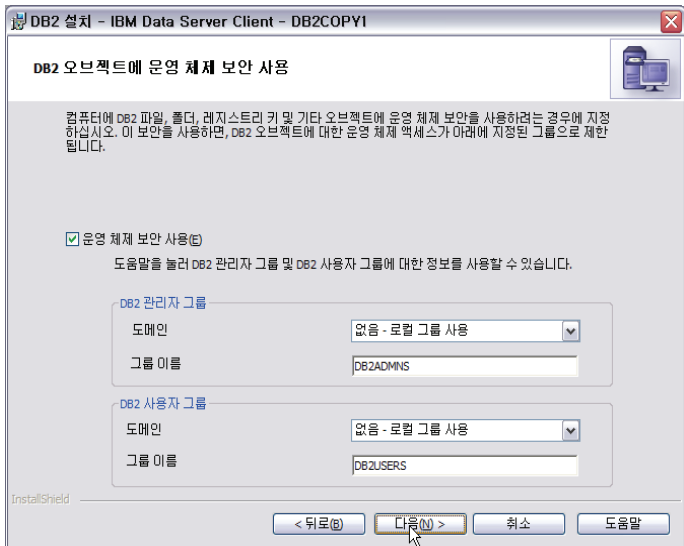 DB2 설치 - IBM Data Server Client - DB2COPY1
DB2 오브젝트에 운영 체제 보안 사용
컴퓨터에 DB2 파일, 폴더, 레지스트리 키 및 기타 오브젝트에 운영 체제 보안을 사용하려는 경우에 지정
하십시오. 이 보안을 사용하면, DB2 오브젝트에 대한 운영 체제 액세스가 아래에 지정된 그룹으로 제한
됩니다.
운영 체제 보안 사용(E)
도움말을 눌러 DB2 관리자 그룹 및 DB2 사용자 그룹에 대한 정보를 사용할 수 있습니다.
DB2 관리자 그룹
도메인 없음 - 로컬 그룹 사용
그룹 이름 DB2ADMNS
DB2 사용자 그룹
도메인 없음 - 로컬 그룹 사용
그룹 이름 DB2USERS
InstallShield
< 뒤로(B) 다음(N) > 취소 도움말